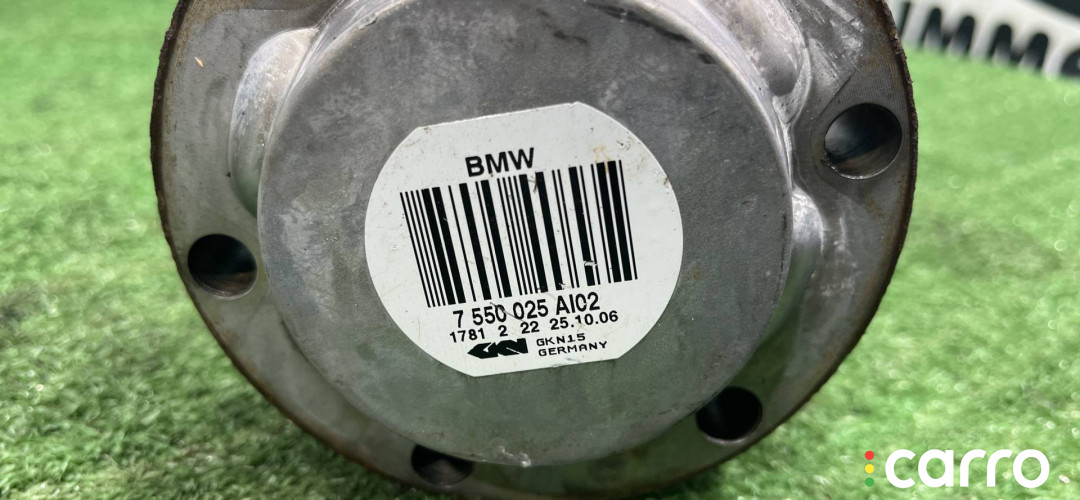 BMW
7 550 025 AI02
1781 2 22 25.10.06
GKN GKN15
GERMANY
carro